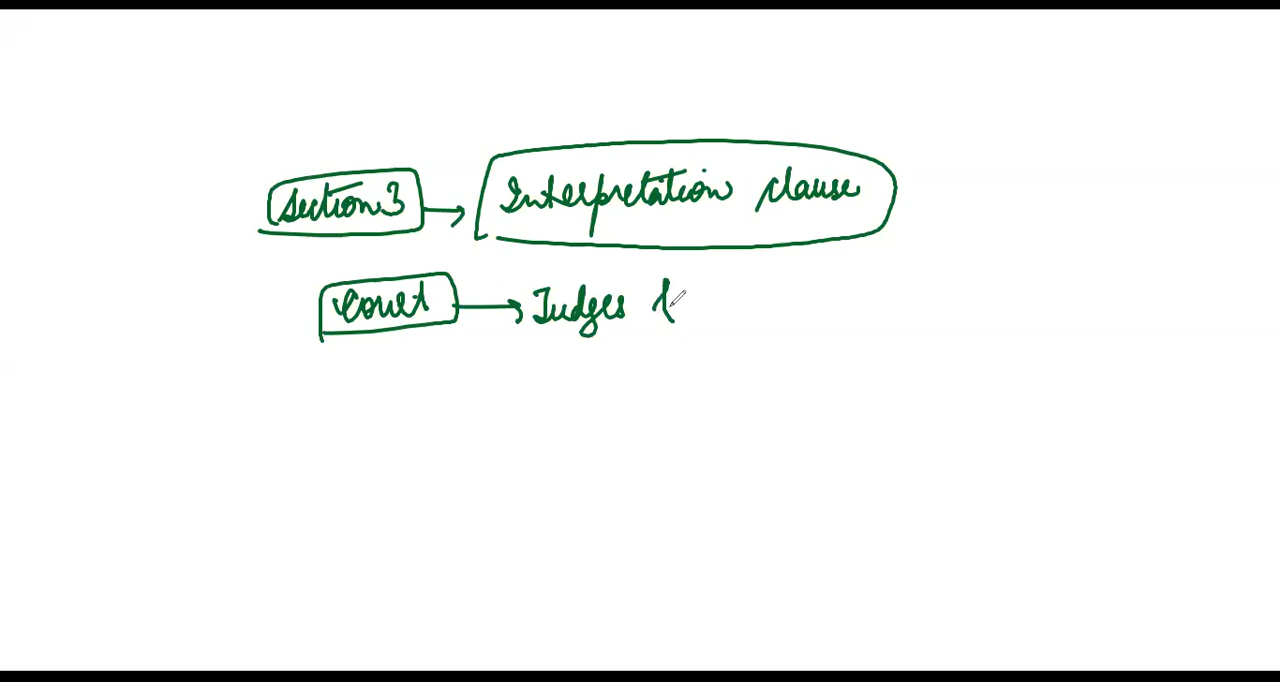 Section 3 → Interpretation clause
Court → Judges